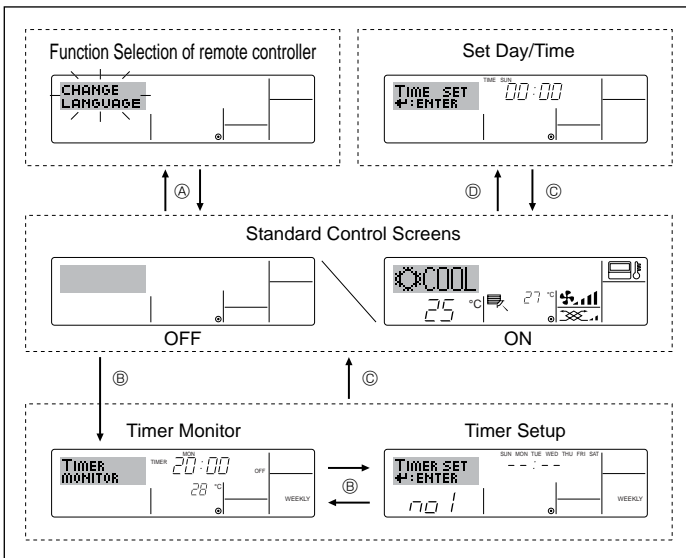 Function Selection of remote controller
CHANGE
LANGUAGE
Set Day/Time
TIME SUN
TIME SET
↵:ENTER
00:00
Ⓐ
Ⓓ
Ⓒ
Standard Control Screens
COOL
25 °C
27 °C
OFF
ON
Ⓑ
Ⓒ
Timer Monitor
TIMER
MONITOR
MON
TIMER 20:00
OFF
28 °C
WEEKLY
Ⓑ
Timer Setup
SUN MON TUE WED THU FRI SAT
TIMER SET
↵:ENTER
--:--
no 1
WEEKLY